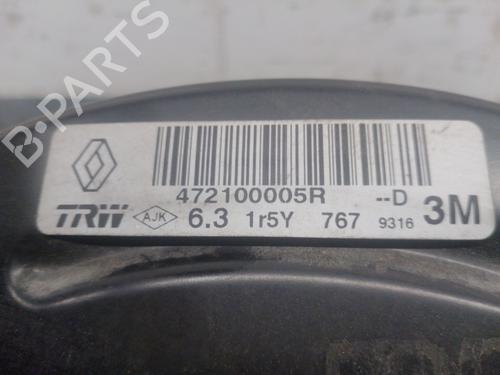 B-PARTS
472100005R --D
TRW AJK 6.3 1r5Y 767 9316 3M